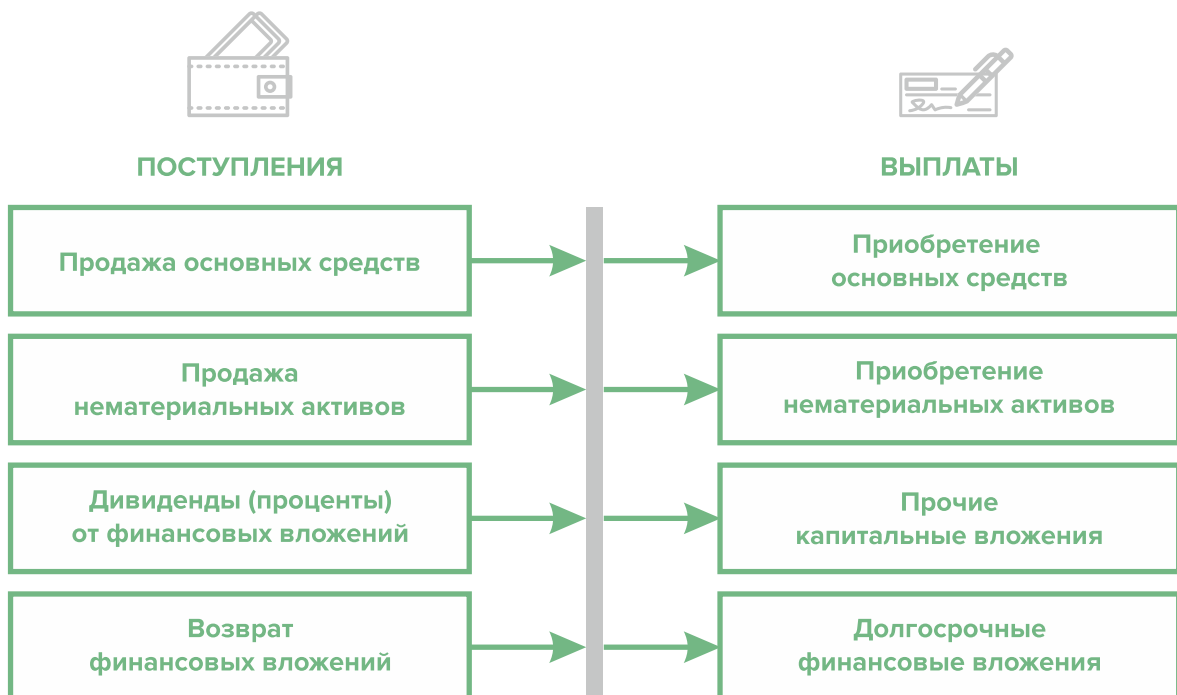 ПОСТУПЛЕНИЯ
ВЫПЛАТЫ
Продажа основных средств
Приобретение
основных средств
Продажа
нематериальных активов
Приобретение
нематериальных активов
Дивиденды (проценты)
от финансовых вложений
Прочие
капитальные вложения
Возврат
финансовых вложений
Долгосрочные
финансовые вложения